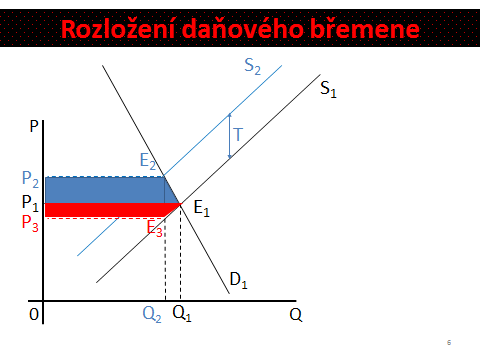 Rozložení daňového břemene
S2
S1
P
T
E2
P2
P1
E1
P3
E3
D1
0
Q2
Q1
Q
6